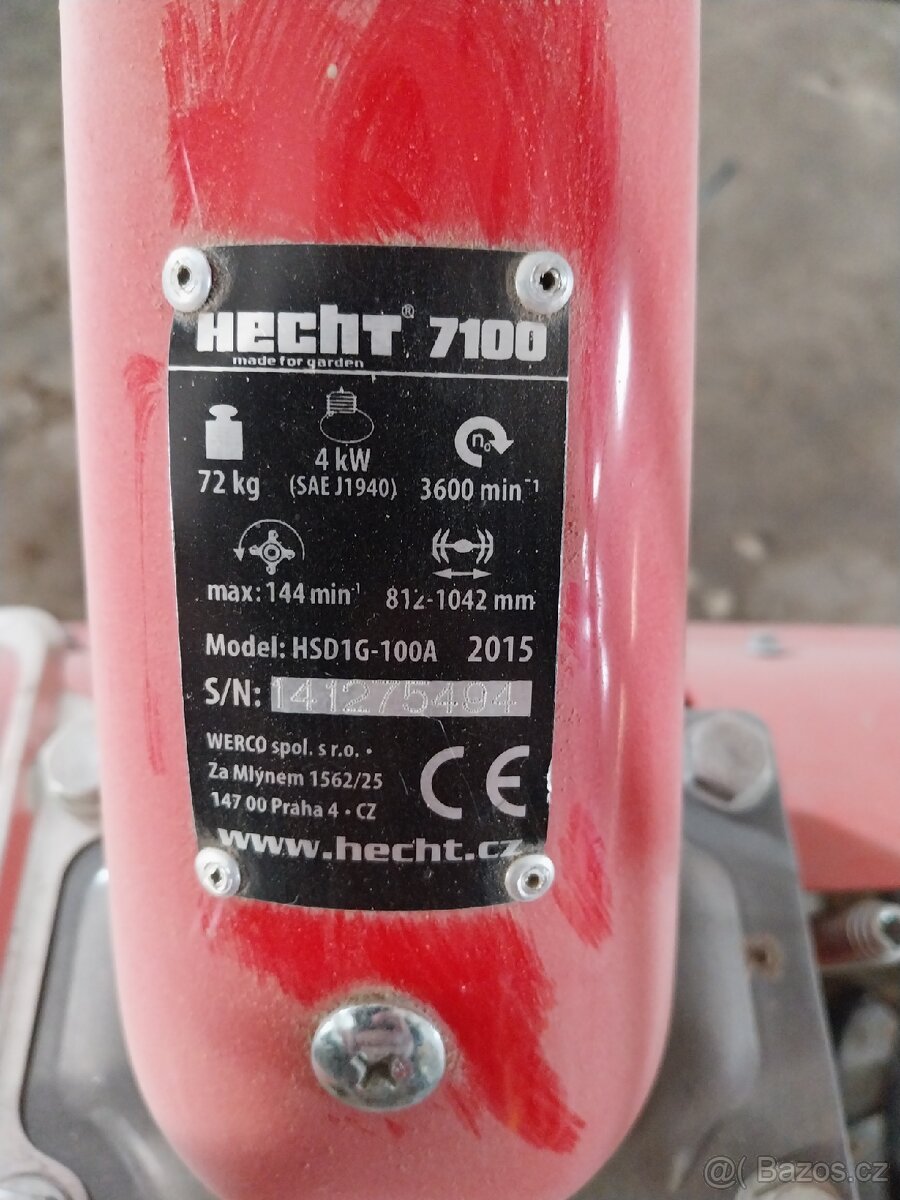 HECHT® 7100
made for garden
72 kg
4 kW
(SAE J1940)
n₀
3600 min⁻¹
max: 144 min⁻¹
812-1042 mm
Model: HSD1G-100A 2015
S/N: 141275494
WERCO spol. s r.o. •
Za Mlýnem 1562/25
147 00 Praha 4 • CZ
CE
www.hecht.cz
@( Bazos.cz